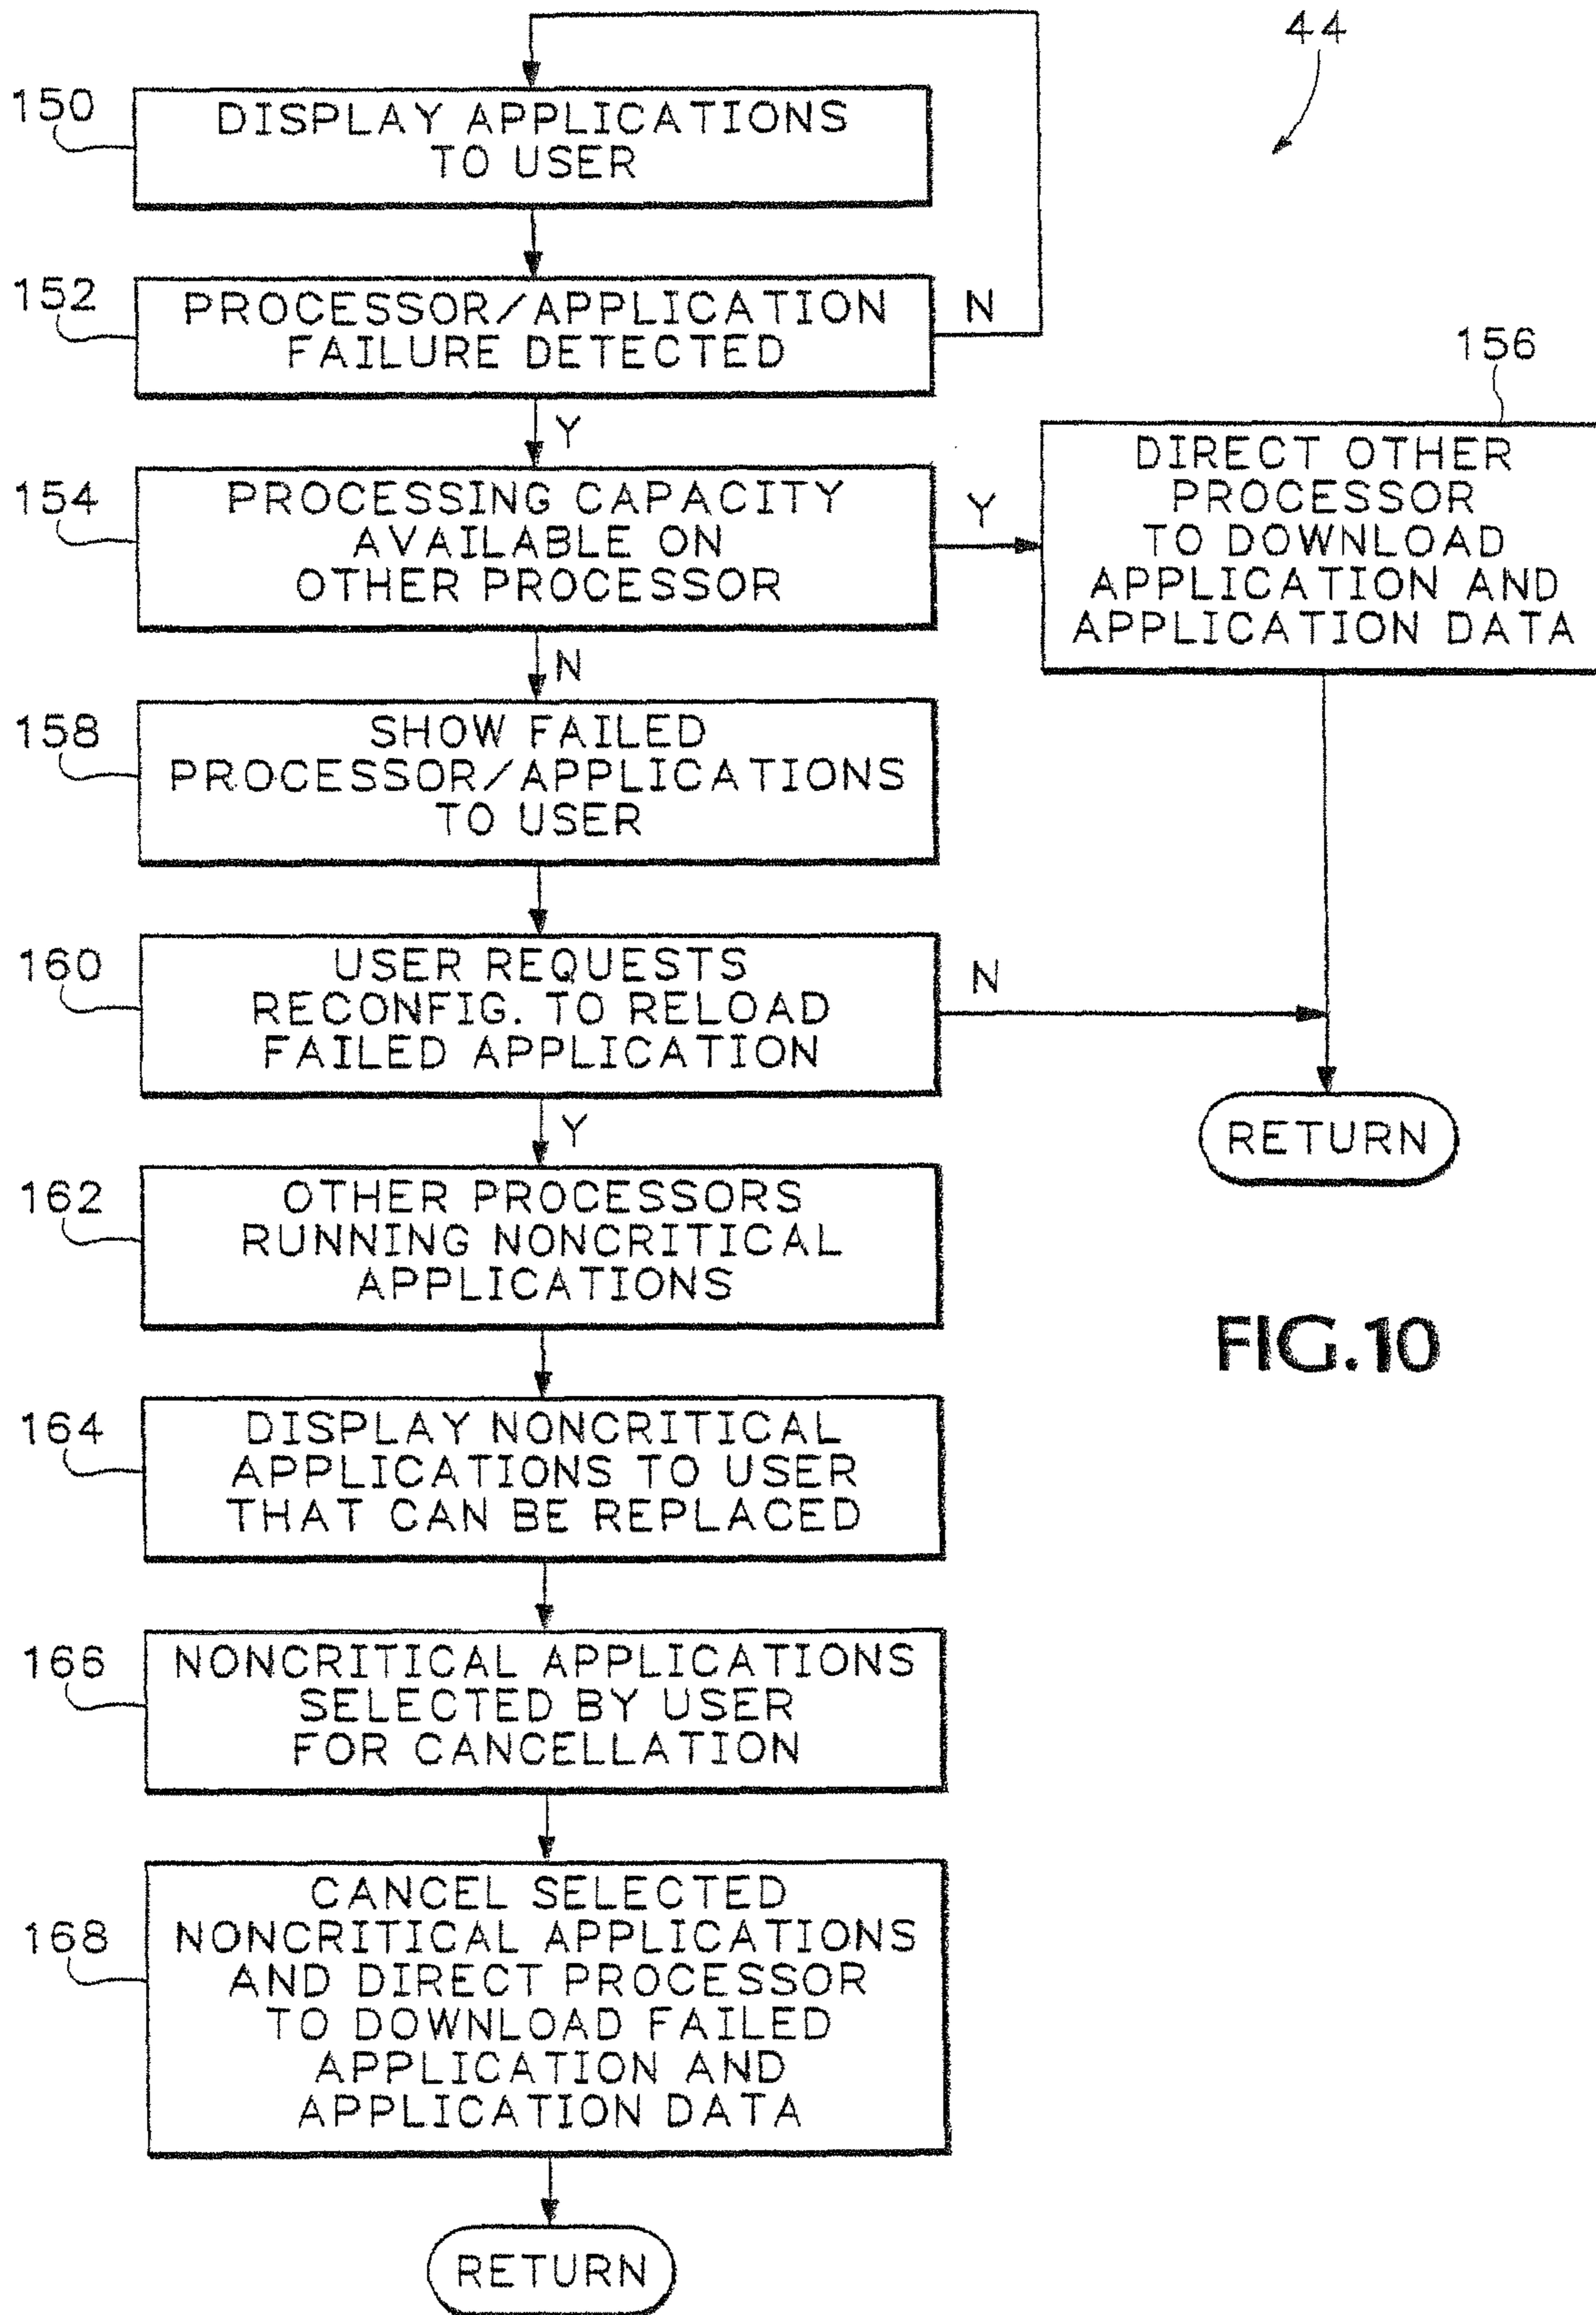 44
150
DISPLAY APPLICATIONS
TO USER
152
PROCESSOR/APPLICATION
FAILURE DETECTED
N
Y
154
PROCESSING CAPACITY
AVAILABLE ON
OTHER PROCESSOR
Y
156
DIRECT OTHER
PROCESSOR
TO DOWNLOAD
APPLICATION AND
APPLICATION DATA
N
158
SHOW FAILED
PROCESSOR/APPLICATIONS
TO USER
160
USER REQUESTS
RECONFIG. TO RELOAD
FAILED APPLICATION
N
RETURN
Y
162
OTHER PROCESSORS
RUNNING NONCRITICAL
APPLICATIONS
FIG.10
164
DISPLAY NONCRITICAL
APPLICATIONS TO USER
THAT CAN BE REPLACED
166
NONCRITICAL APPLICATIONS
SELECTED BY USER
FOR CANCELLATION
168
CANCEL SELECTED
NONCRITICAL APPLICATIONS
AND DIRECT PROCESSOR
TO DOWNLOAD FAILED
APPLICATION AND
APPLICATION DATA
RETURN